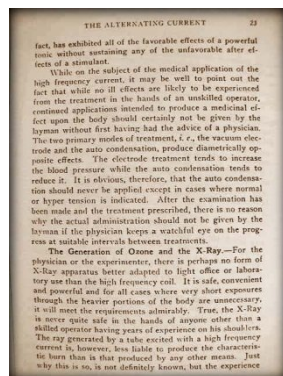 THE ALTERNATING CURRENT 23
fact, has exhibited all of the favorable effects of a powerful
tonic without sustaining any of the unfavorable after ef-
fects of a stimulant.
While on the subject of the medical application of the
high frequency current, it may be well to point out the
fact that while no ill effects are likely to be experienced
from the treatment in the hands of an unskilled operator,
continued applications intended to produce a medicinal ef-
fect upon the body should certainly not be given by the
layman without first having had the advice of a physician.
The two primary modes of treatment, i. e., the vacuum elec-
trode and the auto condensation, produce diametrically op-
posite effects. The electrode treatment tends to increase
the blood pressure while the auto condensation tends to
reduce it. It is obvious, therefore, that the auto condensa-
tion should never be applied except in cases where normal
or hyper tension is indicated. After the examination has
been made and the treatment prescribed, there is no reason
why the actual administration should not be given by the
layman if the physician keeps a watchful eye on the prog-
ress at suitable intervals between treatments.
The Generation of Ozone and the X-Ray.—For the
physician or the experimenter, there is perhaps no form of
X-Ray apparatus better adapted to light office or labora-
tory use than the high frequency coil. It is safe, convenient
and powerful and for all cases where very short exposures
through the heavier portions of the body are unnecessary,
it will meet the requirements admirably. True, the X-Ray
is never quite safe in the hands of anyone other than a
skilled operator having years of experience on his shoulders.
The ray generated by a tube excited with a high frequency
current is, however, less liable to produce the characteris-
tic burn than is that produced by any other means. Just
why this is so, is not definitely known, but the experience